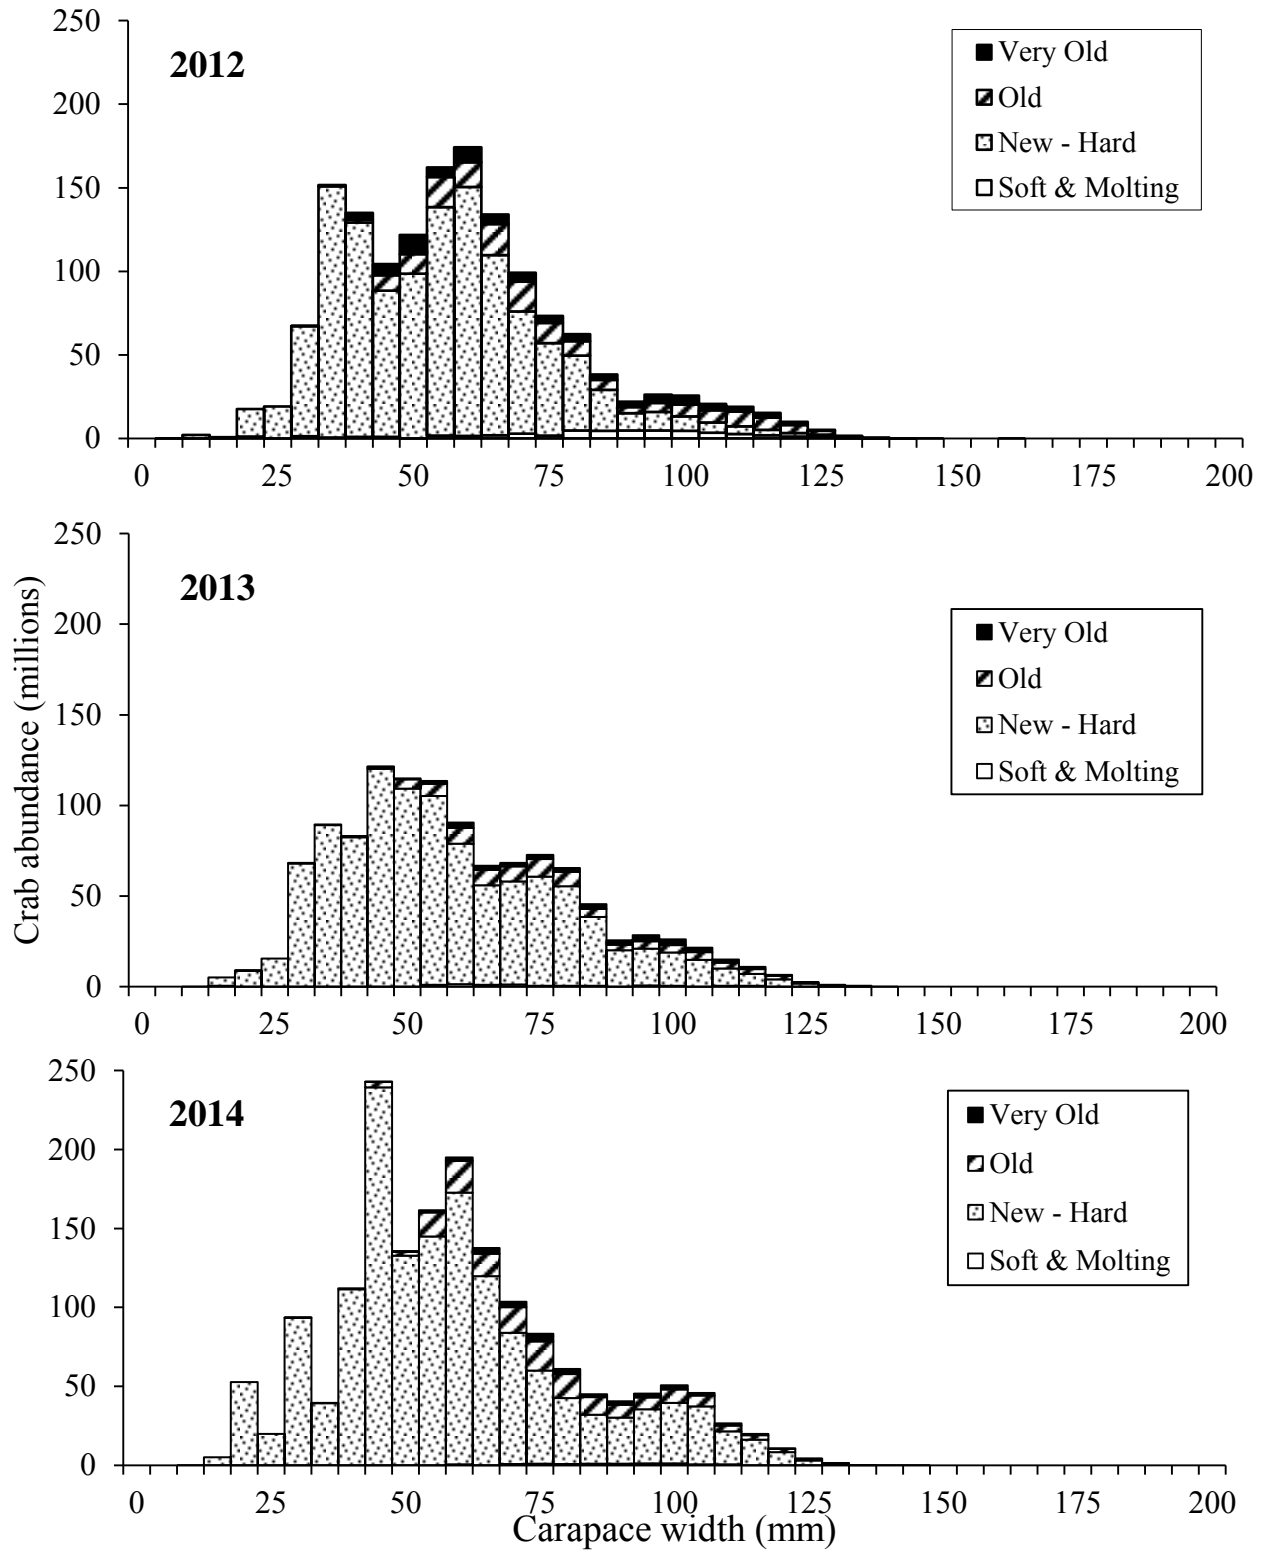 250
200
150
100
50
0
2012
Very Old
Old
New - Hard
Soft & Molting
0 25 50 75 100 125 150 175 200
Crab abundance (millions)
250
200
150
100
50
0
2013
Very Old
Old
New - Hard
Soft & Molting
0 25 50 75 100 125 150 175 200
250
200
150
100
50
0
2014
Very Old
Old
New - Hard
Soft & Molting
0 25 50 75 100 125 150 175 200
Carapace width (mm)